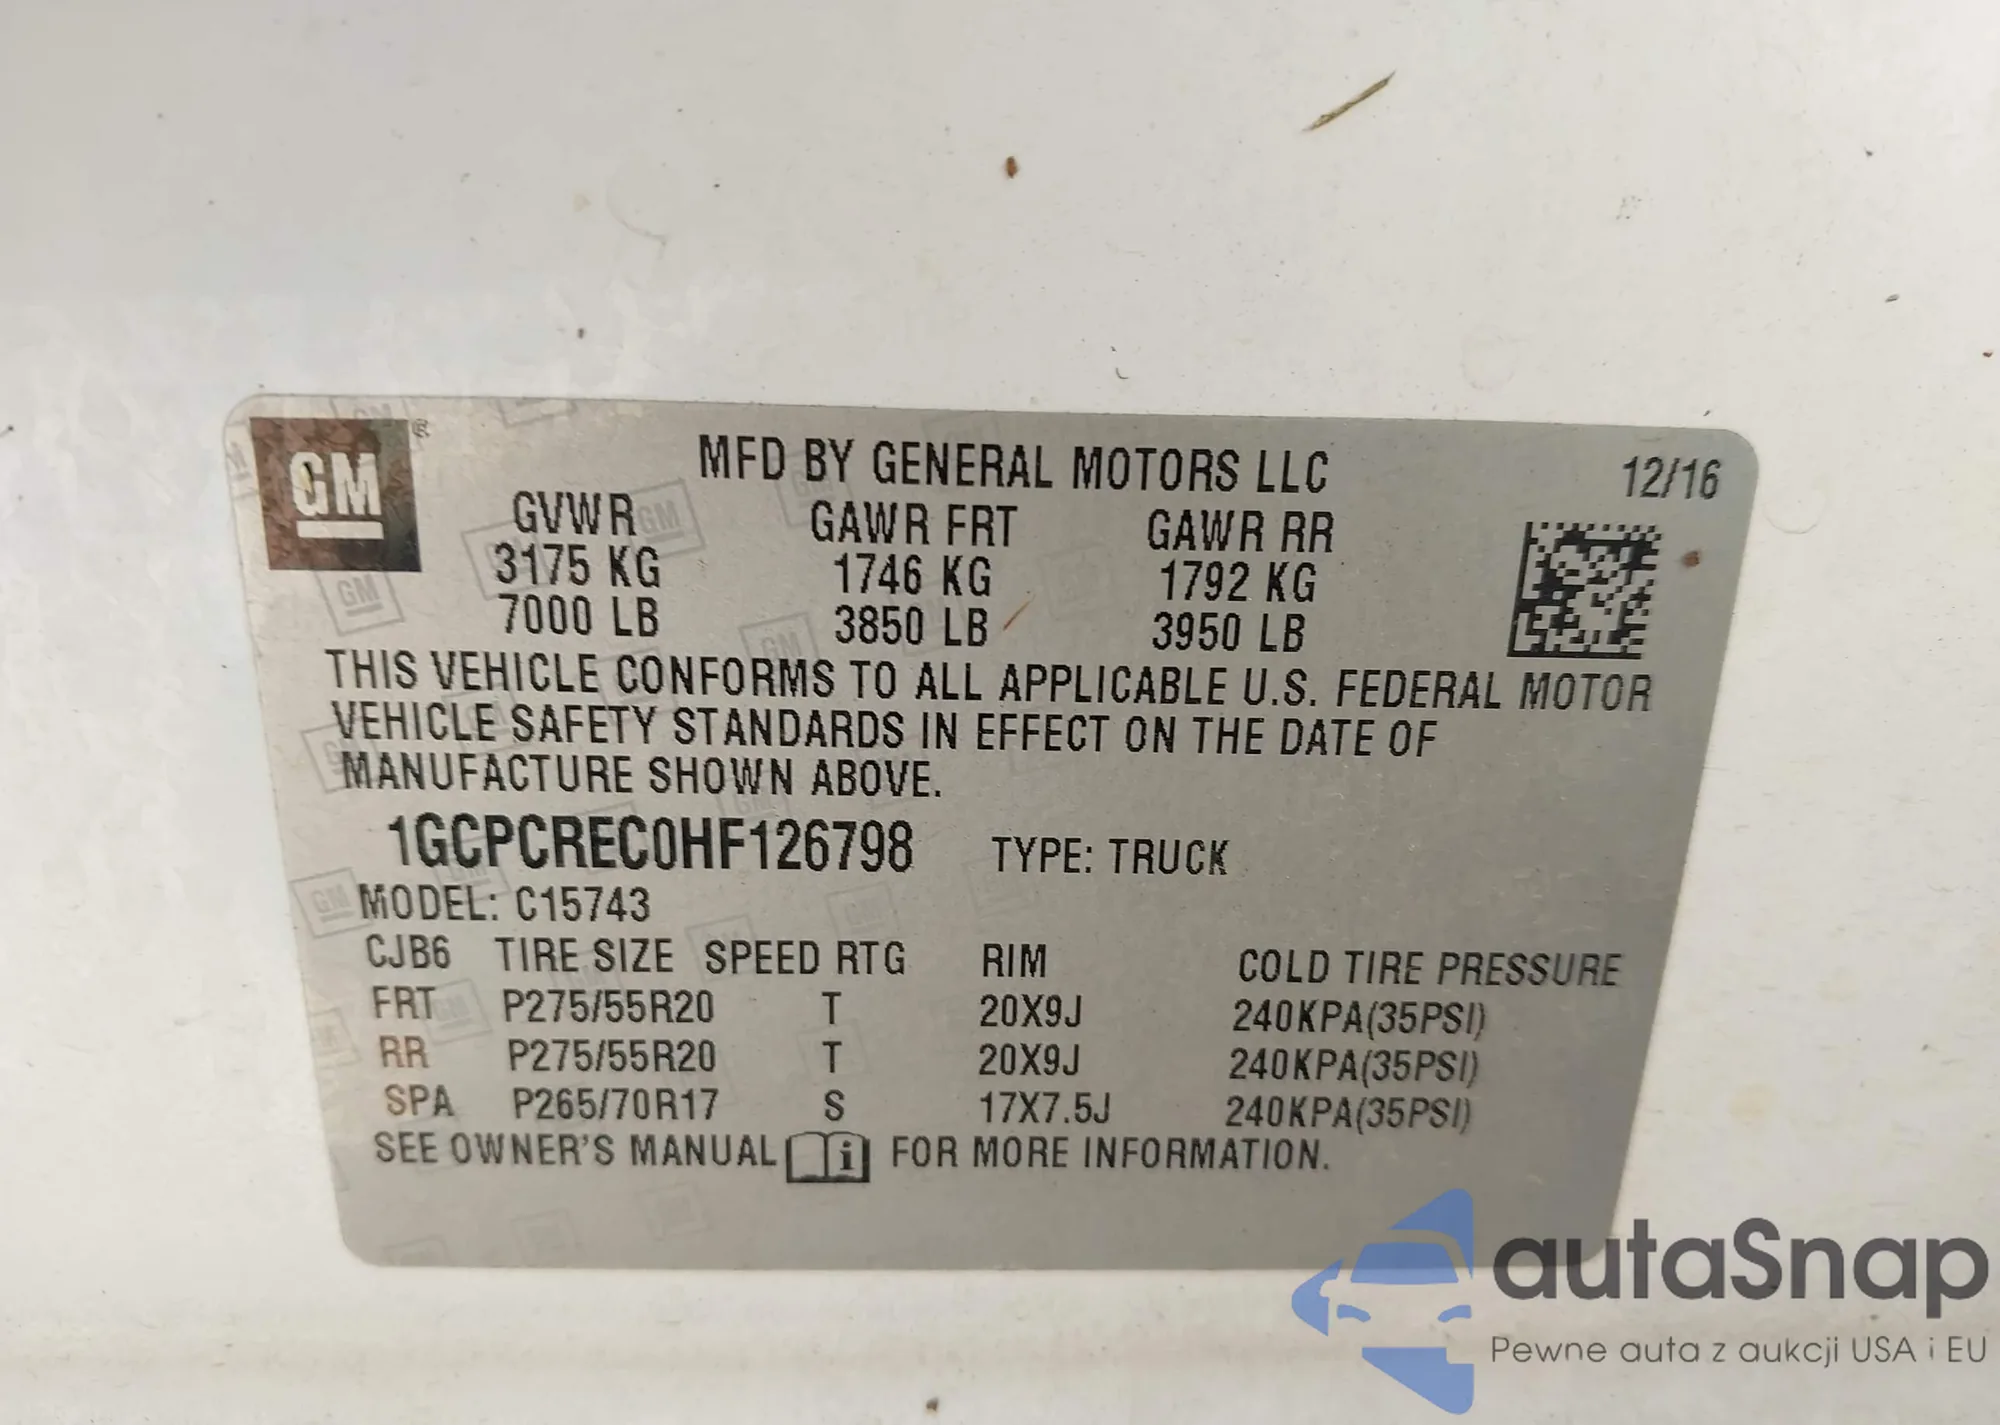 GM
MFD BY GENERAL MOTORS LLC 12/16
GVWR GAWR FRT GAWR RR
3175 KG 1746 KG 1792 KG
7000 LB 3850 LB 3950 LB
THIS VEHICLE CONFORMS TO ALL APPLICABLE U.S. FEDERAL MOTOR
VEHICLE SAFETY STANDARDS IN EFFECT ON THE DATE OF
MANUFACTURE SHOWN ABOVE.
1GCPCREC0HF126798 TYPE: TRUCK
MODEL: C15743
CJB6 TIRE SIZE SPEED RTG RIM COLD TIRE PRESSURE
FRT P275/55R20 T 20X9J 240KPA(35PSI)
RR P275/55R20 T 20X9J 240KPA(35PSI)
SPA P265/70R17 S 17X7.5J 240KPA(35PSI)
SEE OWNER'S MANUAL i FOR MORE INFORMATION.
autaSnap
Pewne auta z aukcji USA i EU